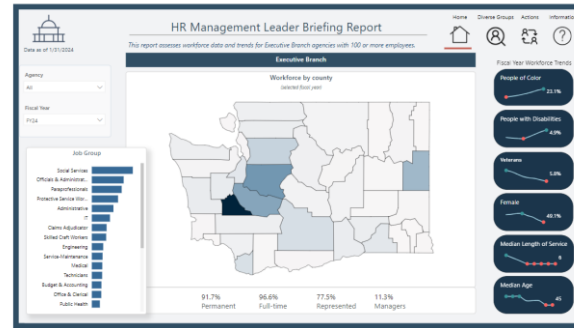 HR Management Leader Briefing Report
This report assesses workforce data and trends for Executive Branch agencies with 100 or more employees.
Home
Diverse Groups
Actions
Informatio
Data as of 1/31/2024
Executive Branch
Agency
All
Fiscal Year
FY24
Job Group
Social Services
Officials & Administrat...
Paraprofessionals
Protective Service Wor...
Administrative
IT
Claims Adjudicator
Skilled Craft Workers
Engineering
Service-Maintenance
Medical
Technicians
Budget & Accounting
Office & Clerical
Public Health
Workforce by county
(selected fiscal year)
91.7%
Permanent
96.6%
Full-time
77.5%
Represented
11.3%
Managers
Fiscal Year Workforce Trends
People of Color
People with Disabilities
4.9%
Veterans
Female
49.1%
Median Length of Service
6
Median Age
45